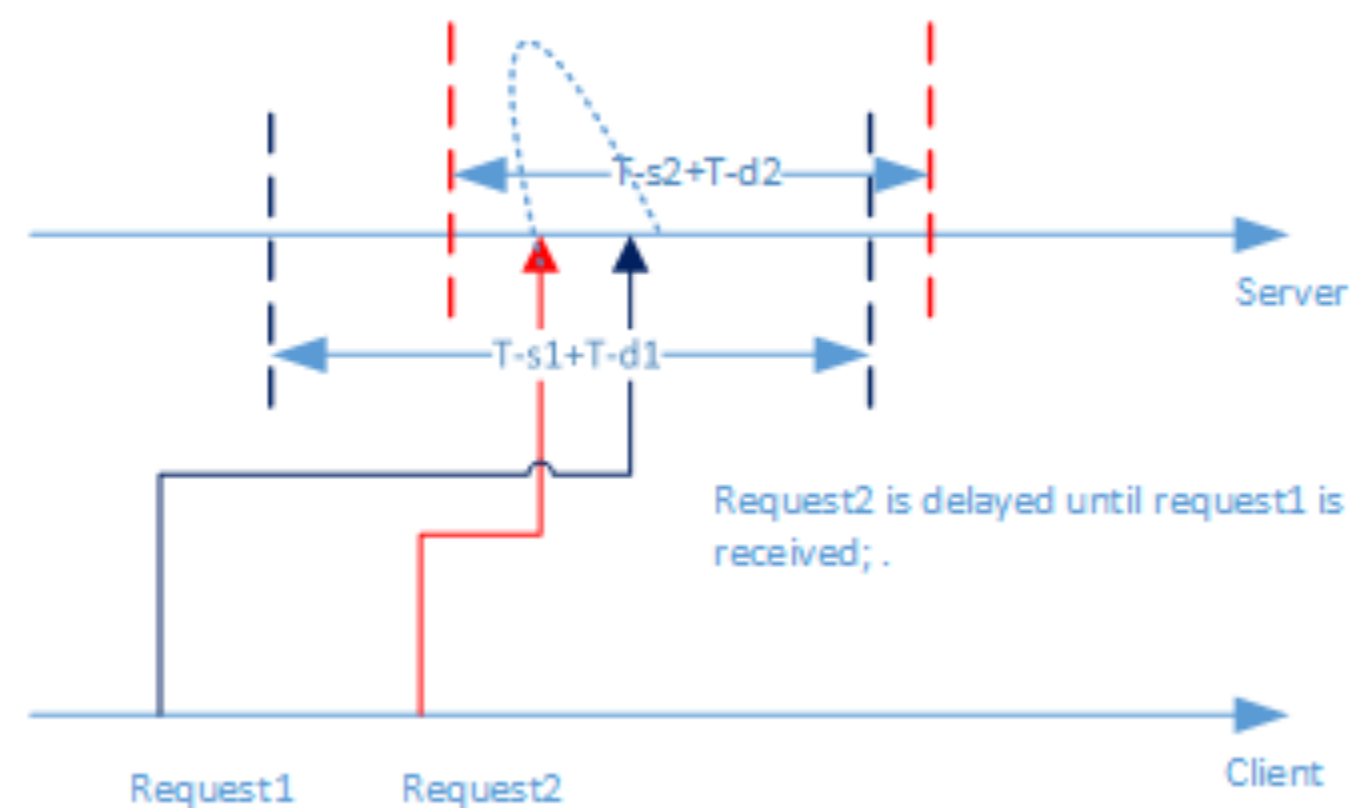 T-s2+T-d2
Server
T-s1+T-d1
Request2 is delayed until request1 is
received; .
Client
Request1
Request2